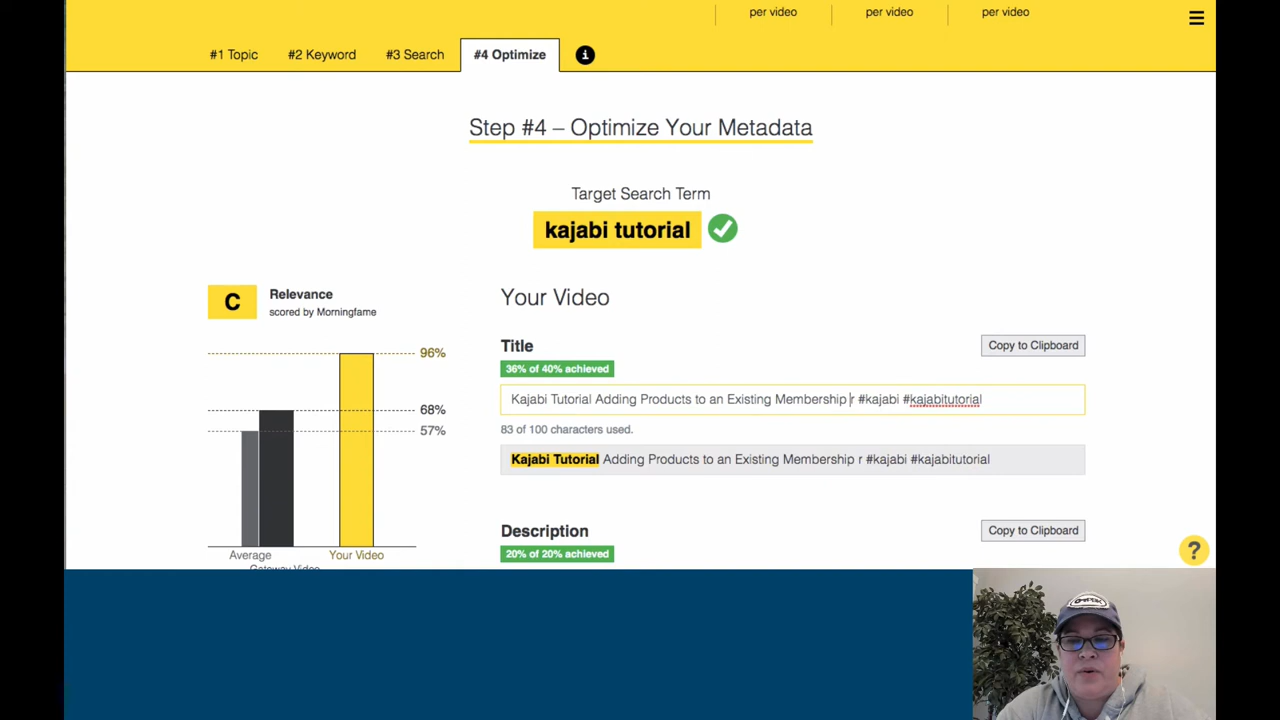 per video
per video
per video
#1 Topic
#2 Keyword
#3 Search
#4 Optimize
i
Step #4 – Optimize Your Metadata
Target Search Term
kajabi tutorial
C
Relevance
scored by Morningfame
96%
68%
57%
Average
Your Video
Gateway Video
Your Video
Title
Copy to Clipboard
36% of 40% achieved
Kajabi Tutorial Adding Products to an Existing Membership r #kajabi #kajabitutorial
83 of 100 characters used.
Kajabi Tutorial Adding Products to an Existing Membership r #kajabi #kajabitutorial
Description
Copy to Clipboard
20% of 20% achieved
?